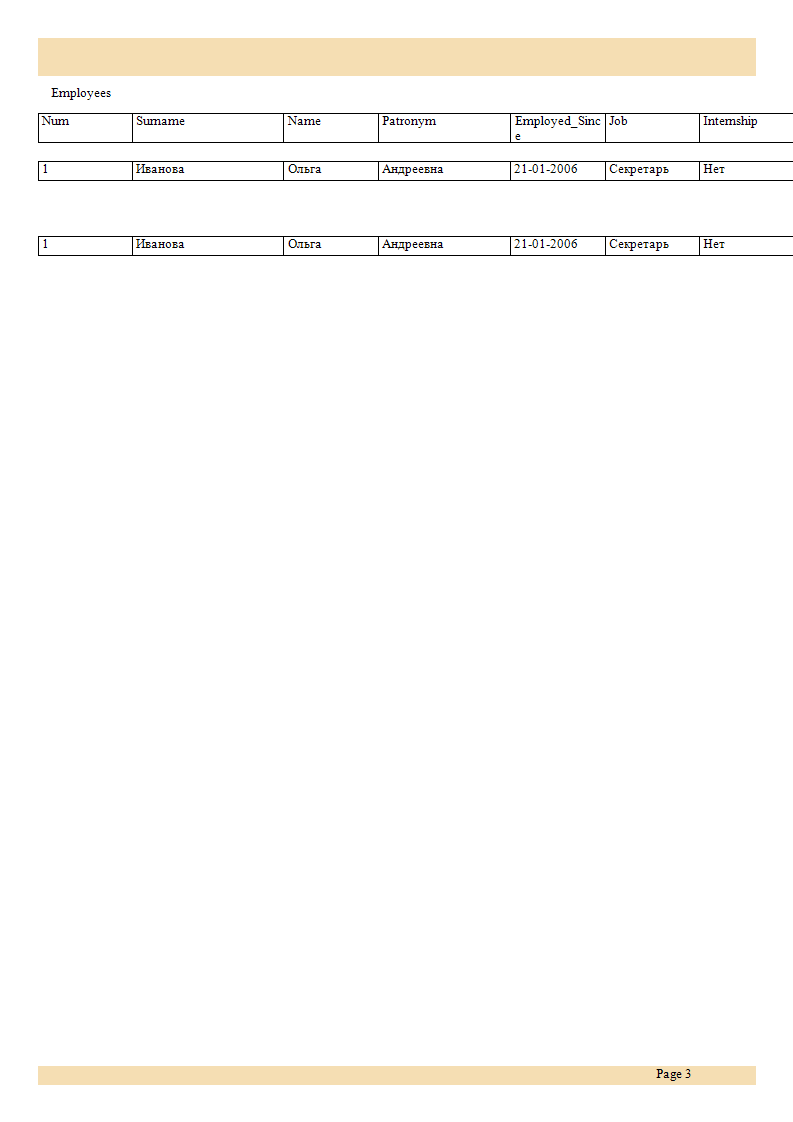 Employees
Num Surname Name Patronym Employed_Sinc Job Internship
e
1 Иванова Ольга Андреевна 21-01-2006 Секретарь Нет
1 Иванова Ольга Андреевна 21-01-2006 Секретарь Нет
Page 3